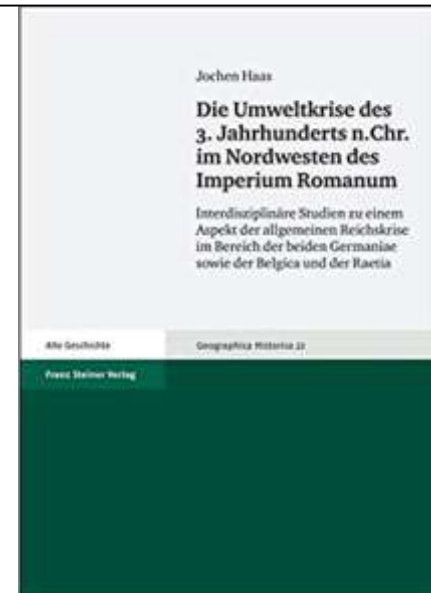 Jochen Haas
Die Umweltkrise des
3. Jahrhunderts n.Chr.
im Nordwesten des
Imperium Romanum
Interdisziplinäre Studien zu einem
Aspekt der allgemeinen Reichskrise
im Bereich der beiden Germaniae
sowie der Belgica und der Raetia
Alte Geschichte
Geographica Historica 22
Franz Steiner Verlag